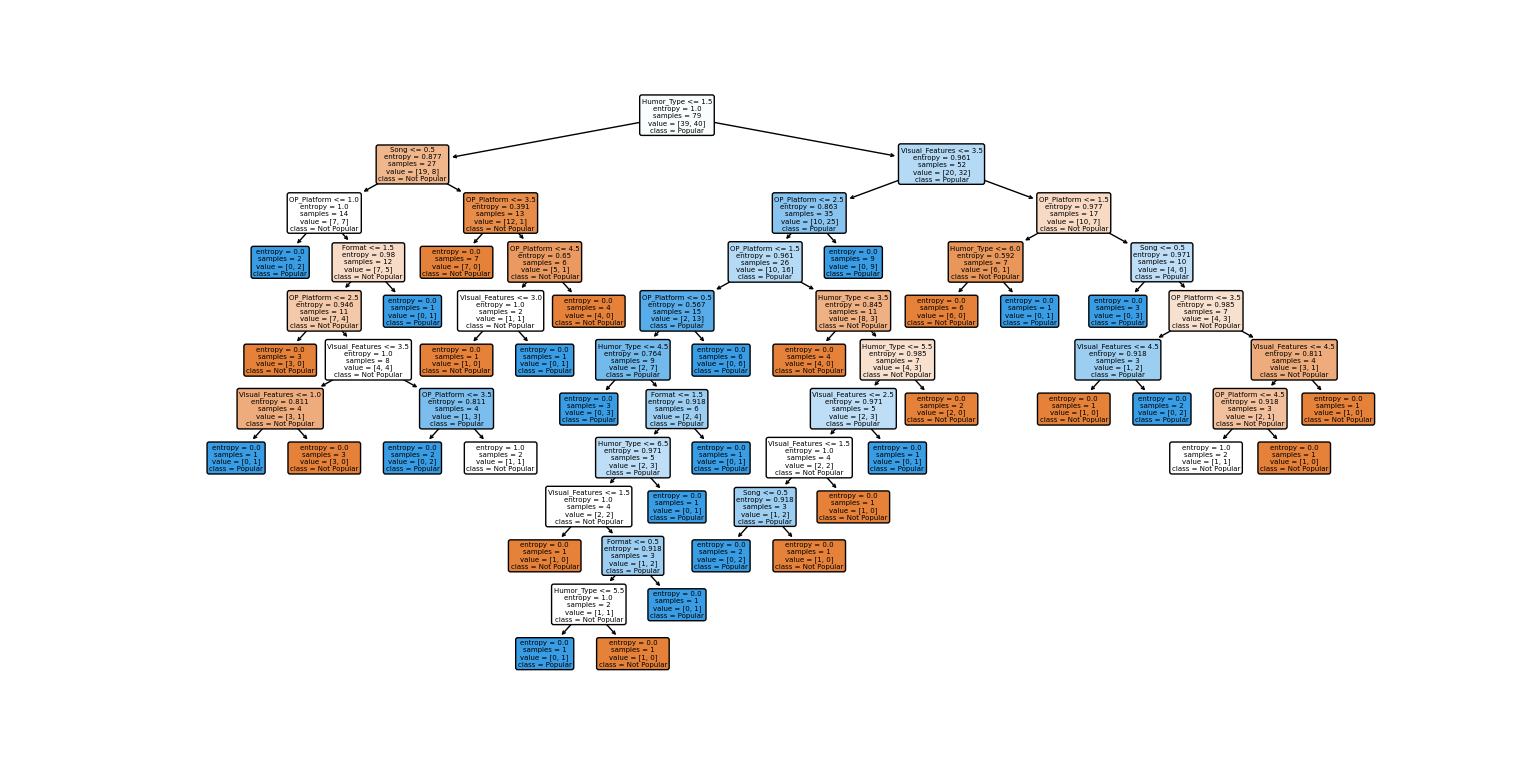 Humor_Type <= 1.5
entropy = 1.0
samples = 79
value = [39, 40]
class = Popular
Song <= 0.5
entropy = 0.877
samples = 27
value = [19, 8]
class = Not Popular
Visual_Features <= 3.5
entropy = 0.961
samples = 52
value = [20, 32]
class = Popular
OP_Platform <= 1.0
entropy = 1.0
samples = 14
value = [7, 7]
class = Not Popular
OP_Platform <= 3.5
entropy = 0.391
samples = 13
value = [12, 1]
class = Not Popular
OP_Platform <= 2.5
entropy = 0.863
samples = 35
value = [10, 25]
class = Popular
OP_Platform <= 1.5
entropy = 0.977
samples = 17
value = [10, 7]
class = Not Popular
entropy = 0.0
samples = 2
value = [0, 2]
class = Popular
Format <= 1.5
entropy = 0.98
samples = 12
value = [7, 5]
class = Not Popular
entropy = 0.0
samples = 7
value = [7, 0]
class = Not Popular
OP_Platform <= 4.5
entropy = 0.65
samples = 6
value = [5, 1]
class = Not Popular
OP_Platform <= 1.5
entropy = 0.961
samples = 26
value = [10, 16]
class = Popular
entropy = 0.0
samples = 9
value = [0, 9]
class = Popular
Humor_Type <= 6.0
entropy = 0.592
samples = 7
value = [6, 1]
class = Not Popular
Song <= 0.5
entropy = 0.971
samples = 10
value = [4, 6]
class = Popular
OP_Platform <= 2.5
entropy = 0.946
samples = 11
value = [7, 4]
class = Not Popular
entropy = 0.0
samples = 1
value = [0, 1]
class = Popular
Visual_Features <= 3.0
entropy = 1.0
samples = 2
value = [1, 1]
class = Not Popular
entropy = 0.0
samples = 4
value = [4, 0]
class = Not Popular
OP_Platform <= 0.5
entropy = 0.567
samples = 15
value = [2, 13]
class = Popular
Humor_Type <= 3.5
entropy = 0.845
samples = 11
value = [8, 3]
class = Not Popular
entropy = 0.0
samples = 6
value = [6, 0]
class = Not Popular
entropy = 0.0
samples = 1
value = [0, 1]
class = Popular
entropy = 0.0
samples = 3
value = [0, 3]
class = Popular
OP_Platform <= 3.5
entropy = 0.985
samples = 7
value = [4, 3]
class = Not Popular
entropy = 0.0
samples = 3
value = [3, 0]
class = Not Popular
Visual_Features <= 3.5
entropy = 1.0
samples = 8
value = [4, 4]
class = Not Popular
entropy = 0.0
samples = 1
value = [1, 0]
class = Not Popular
entropy = 0.0
samples = 1
value = [0, 1]
class = Popular
Humor_Type <= 4.5
entropy = 0.764
samples = 9
value = [2, 7]
class = Popular
entropy = 0.0
samples = 6
value = [0, 6]
class = Popular
entropy = 0.0
samples = 4
value = [4, 0]
class = Not Popular
Humor_Type <= 5.5
entropy = 0.985
samples = 7
value = [4, 3]
class = Not Popular
Visual_Features <= 4.5
entropy = 0.918
samples = 3
value = [1, 2]
class = Popular
Visual_Features <= 4.5
entropy = 0.811
samples = 4
value = [3, 1]
class = Not Popular
Visual_Features <= 1.0
entropy = 0.811
samples = 4
value = [3, 1]
class = Not Popular
OP_Platform <= 3.5
entropy = 0.811
samples = 4
value = [1, 3]
class = Popular
entropy = 0.0
samples = 3
value = [0, 3]
class = Popular
Format <= 1.5
entropy = 0.918
samples = 6
value = [2, 4]
class = Popular
Visual_Features <= 2.5
entropy = 0.971
samples = 5
value = [2, 3]
class = Popular
entropy = 0.0
samples = 2
value = [2, 0]
class = Not Popular
entropy = 0.0
samples = 1
value = [1, 0]
class = Not Popular
entropy = 0.0
samples = 2
value = [0, 2]
class = Popular
OP_Platform <= 4.5
entropy = 0.918
samples = 3
value = [2, 1]
class = Not Popular
entropy = 0.0
samples = 1
value = [1, 0]
class = Not Popular
entropy = 0.0
samples = 1
value = [0, 1]
class = Popular
entropy = 0.0
samples = 3
value = [3, 0]
class = Not Popular
entropy = 0.0
samples = 2
value = [0, 2]
class = Popular
entropy = 1.0
samples = 2
value = [1, 1]
class = Not Popular
Humor_Type <= 6.5
entropy = 0.971
samples = 5
value = [2, 3]
class = Popular
entropy = 0.0
samples = 1
value = [0, 1]
class = Popular
Visual_Features <= 1.5
entropy = 1.0
samples = 4
value = [2, 2]
class = Not Popular
entropy = 0.0
samples = 1
value = [0, 1]
class = Popular
entropy = 1.0
samples = 2
value = [1, 1]
class = Not Popular
entropy = 0.0
samples = 1
value = [1, 0]
class = Not Popular
Visual_Features <= 1.5
entropy = 1.0
samples = 4
value = [2, 2]
class = Not Popular
entropy = 0.0
samples = 1
value = [0, 1]
class = Popular
Song <= 0.5
entropy = 0.918
samples = 3
value = [1, 2]
class = Popular
entropy = 0.0
samples = 1
value = [1, 0]
class = Not Popular
entropy = 0.0
samples = 1
value = [1, 0]
class = Not Popular
Format <= 0.5
entropy = 0.918
samples = 3
value = [1, 2]
class = Popular
entropy = 0.0
samples = 2
value = [0, 2]
class = Popular
entropy = 0.0
samples = 1
value = [1, 0]
class = Not Popular
Humor_Type <= 5.5
entropy = 1.0
samples = 2
value = [1, 1]
class = Not Popular
entropy = 0.0
samples = 1
value = [0, 1]
class = Popular
entropy = 0.0
samples = 1
value = [0, 1]
class = Popular
entropy = 0.0
samples = 1
value = [1, 0]
class = Not Popular